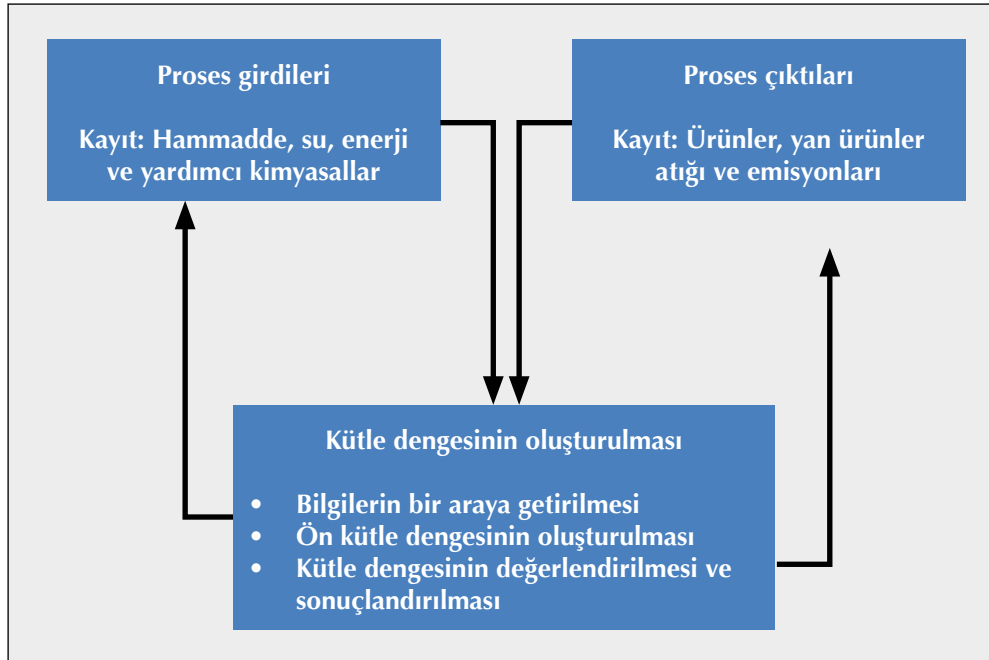 Proses girdileri
Kayıt: Hammadde, su, enerji
ve yardımcı kimyasallar
Proses çıktıları
Kayıt: Ürünler, yan ürünler
atığı ve emisyonları
Kütle dengesinin oluşturulması
• Bilgilerin bir araya getirilmesi
• Ön kütle dengesinin oluşturulması
• Kütle dengesinin değerlendirilmesi ve
sonuçlandırılması